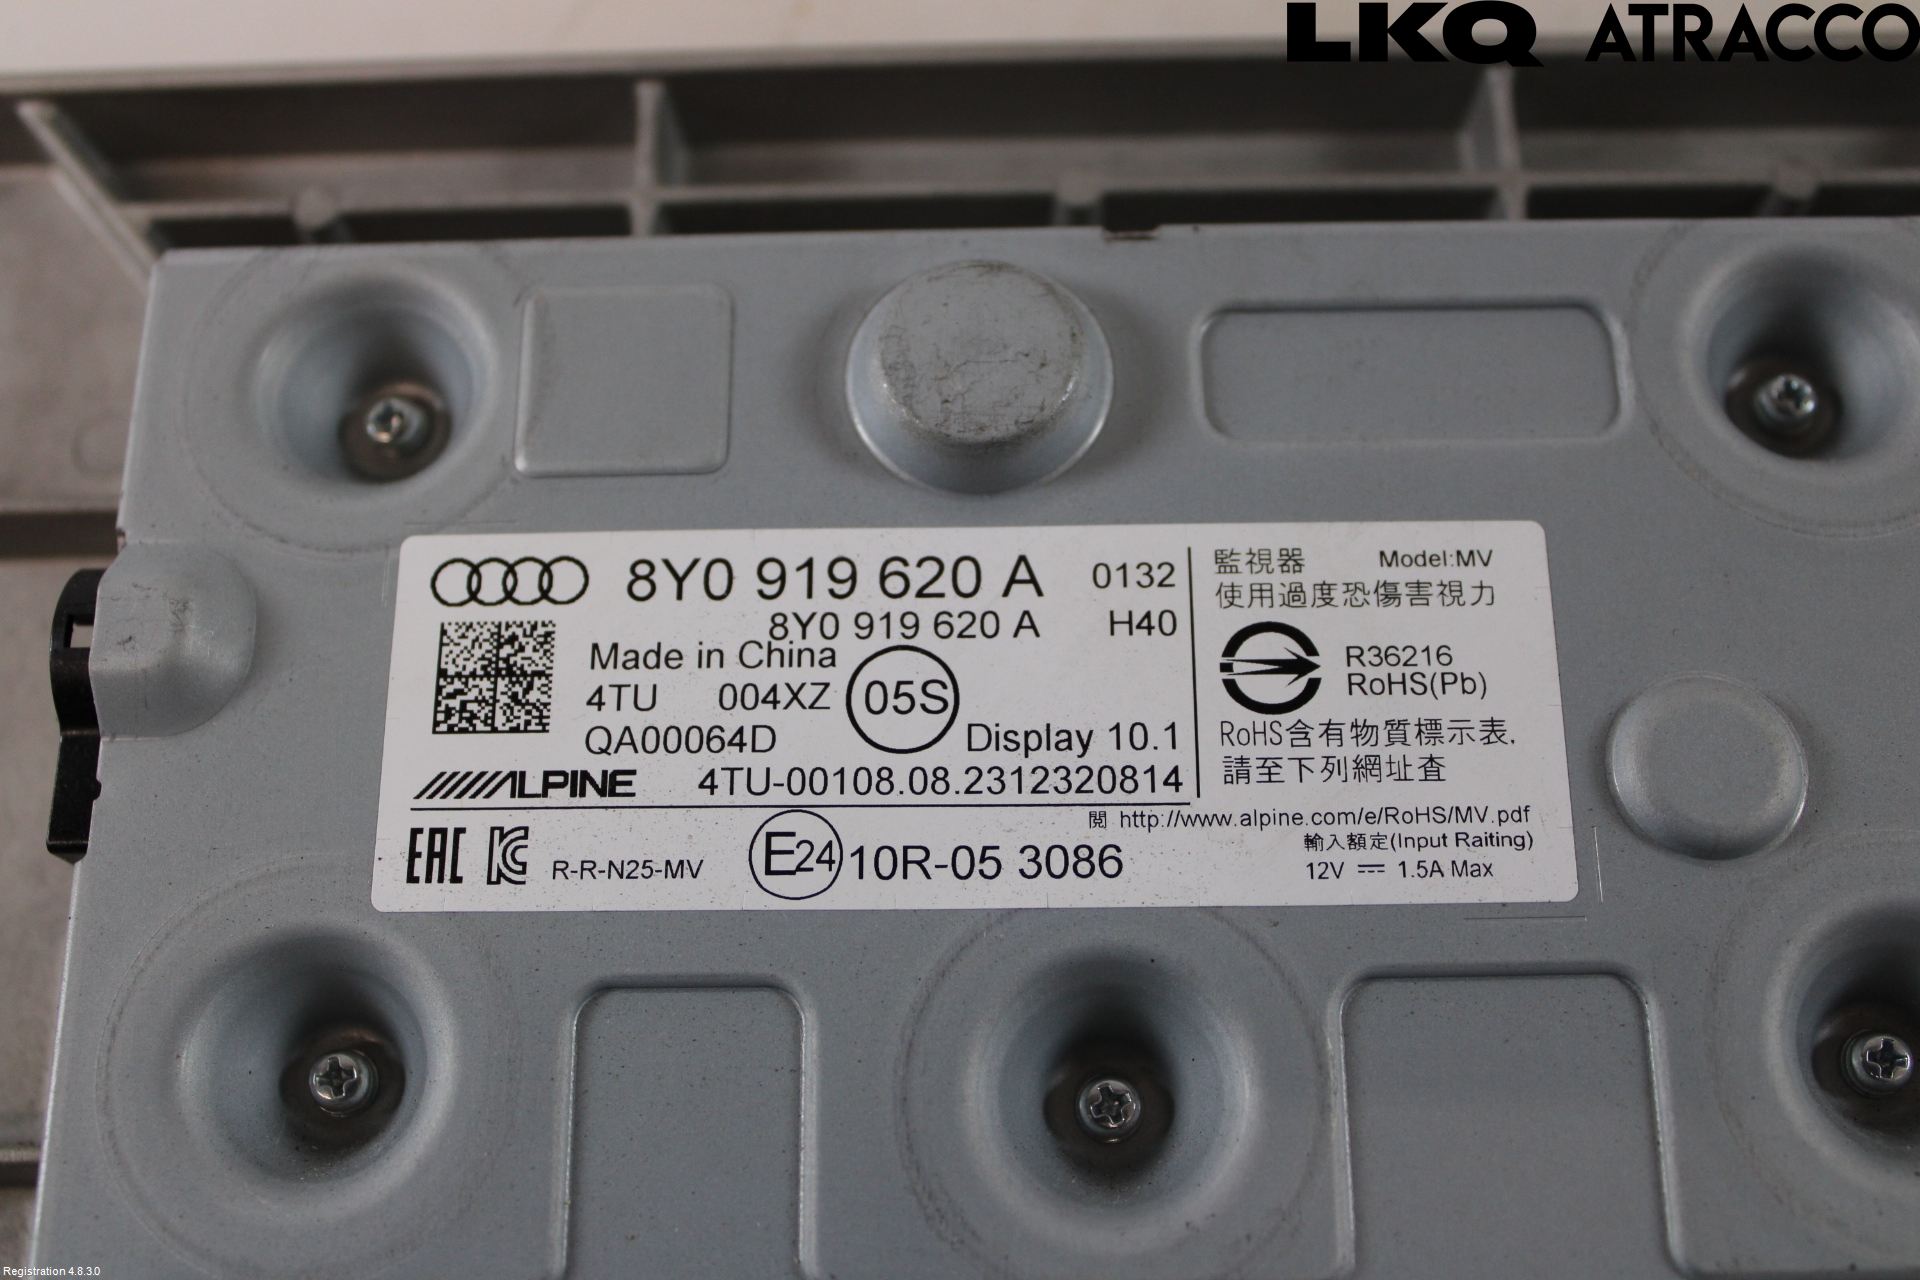 LKQ ATRACCO
8Y0 919 620 A 0132
8Y0 919 620 A H40
Made in China
4TU 004XZ 05S
QA00064D Display 10.1
ALPINE 4TU-00108.08.2312320814
監視器 Model:MV
使用過度恐傷害視力
R36216
RoHS(Pb)
RoHS含有物質標示表,
請至下列網址查
閱 http://www.alpine.com/e/RoHS/MV.pdf
輸入額定(Input Raiting)
12V ⎓ 1.5A Max
EAC KC R-R-N25-MV E24 10R-05 3086
Registration 4.8.3.0